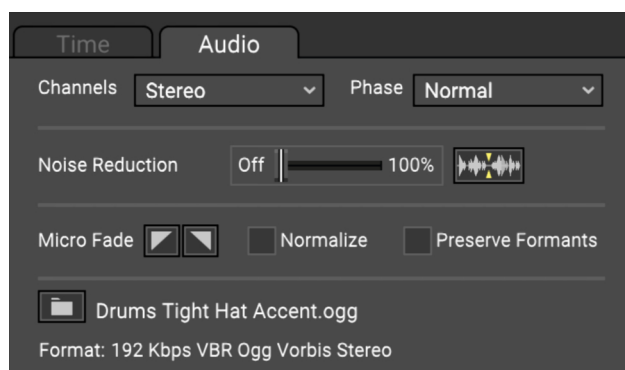 Time Audio
Channels Stereo Phase Normal
Noise Reduction Off 100%
Micro Fade Normalize Preserve Formants
Drums Tight Hat Accent.ogg
Format: 192 Kbps VBR Ogg Vorbis Stereo